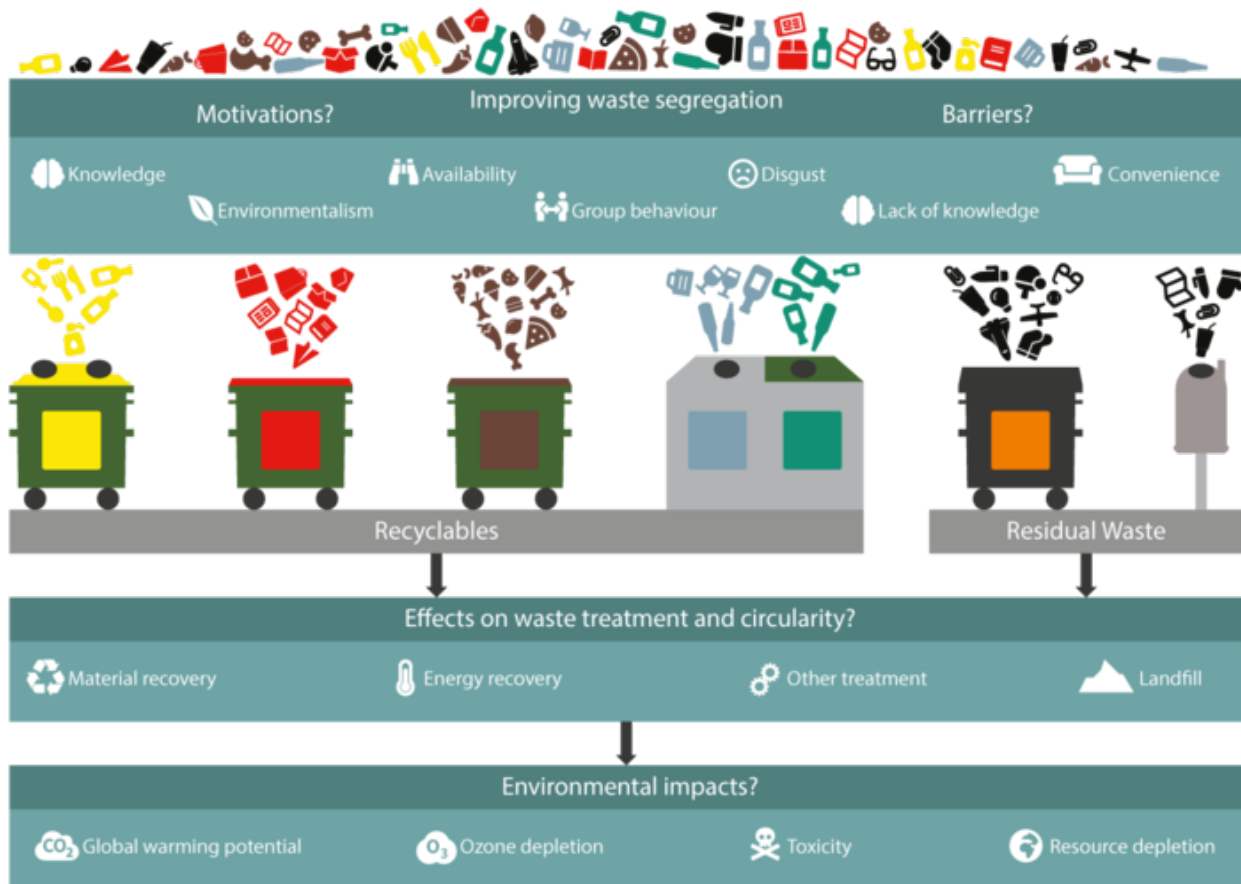 Improving waste segregation
Motivations?
Barriers?
Knowledge
Availability
Disgust
Convenience
Environmentalism
Group behaviour
Lack of knowledge
Recyclables
Residual Waste
Effects on waste treatment and circularity?
Material recovery
Energy recovery
Other treatment
Landfill
Environmental impacts?
CO2 Global warming potential
O3 Ozone depletion
Toxicity
Resource depletion